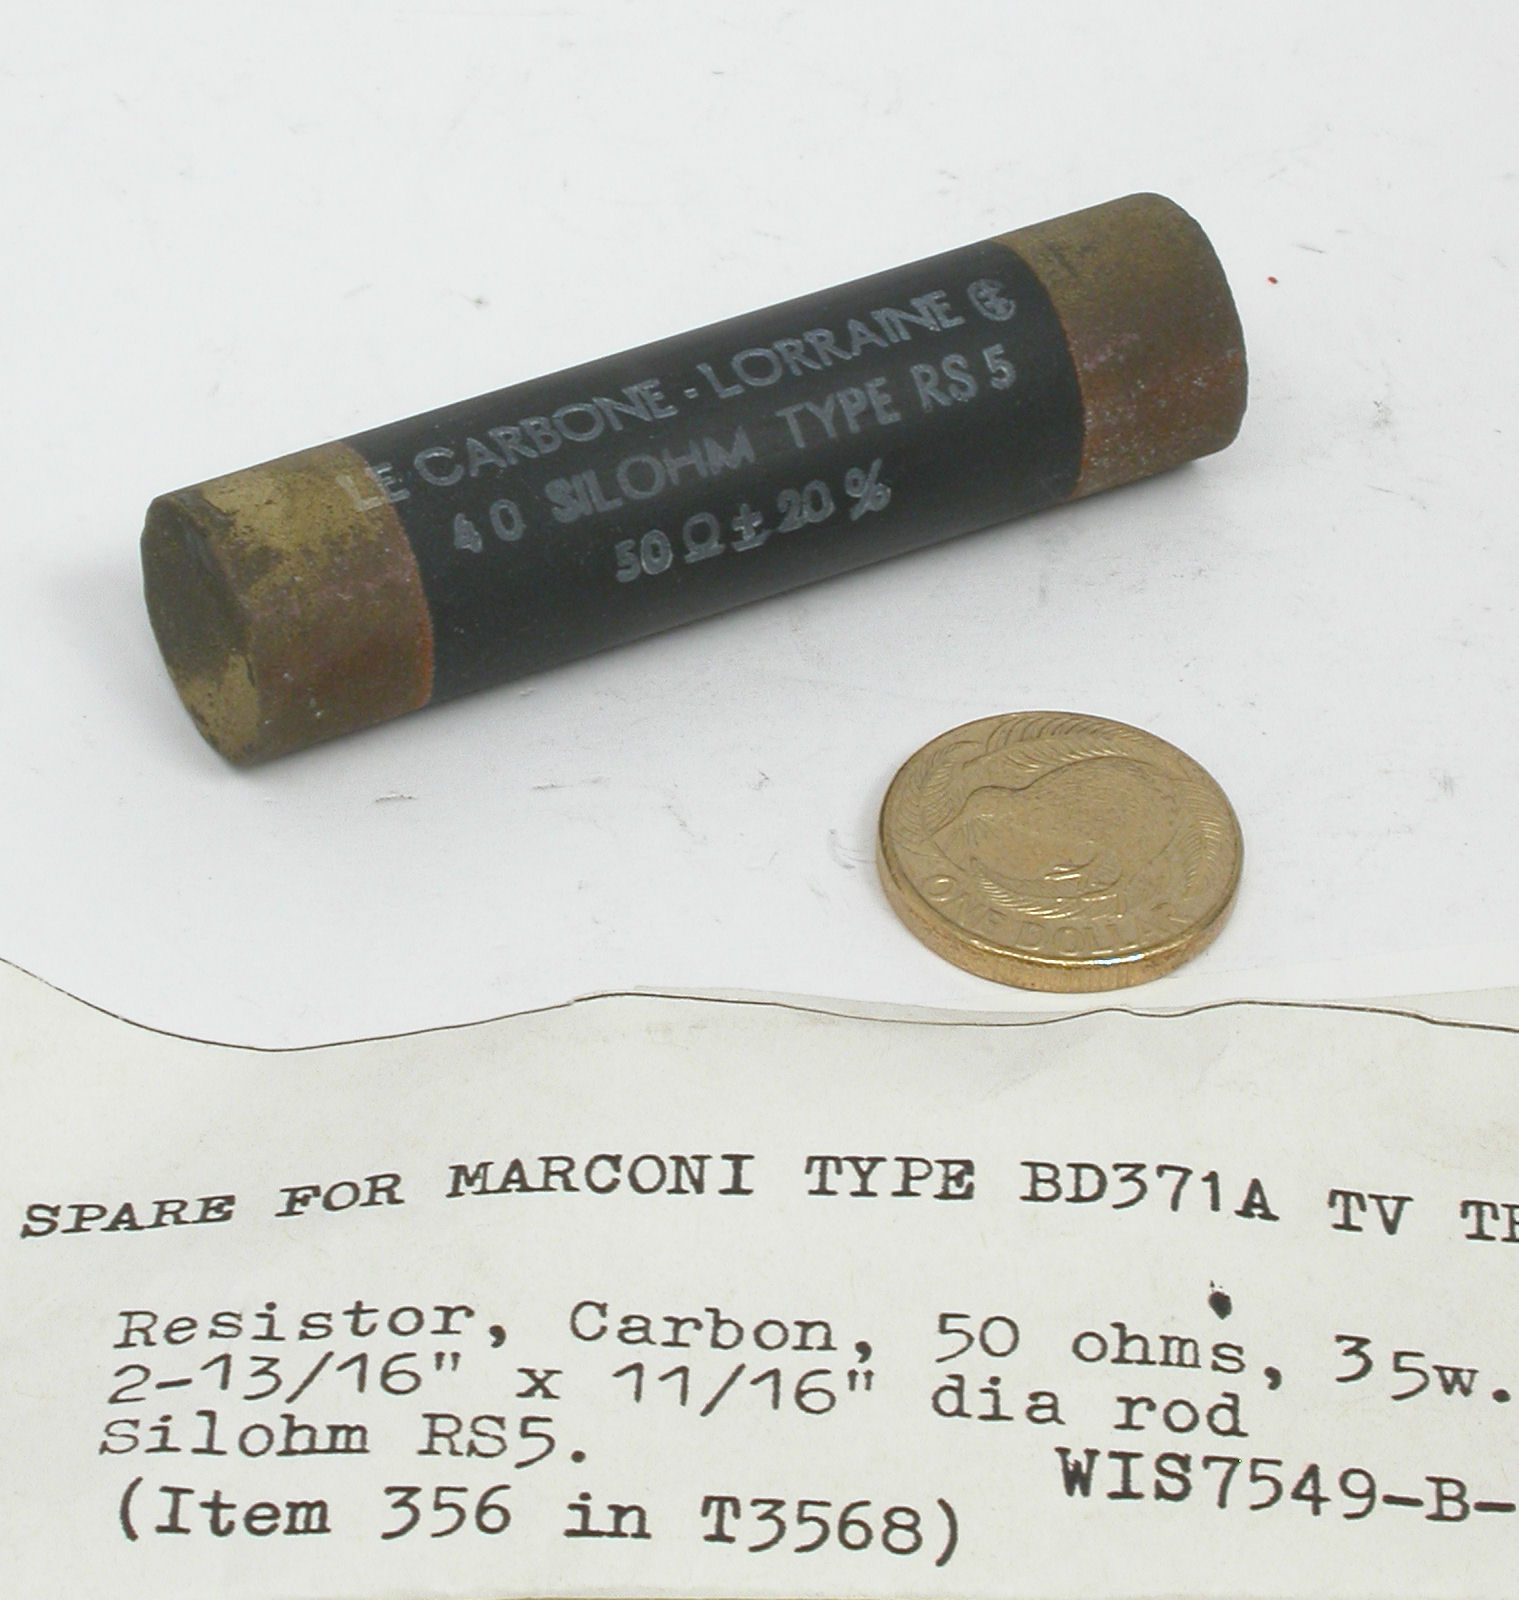 LE CARBONE - LORRAINE
40 SILOHM TYPE RS 5
50 Ω ± 20 %
ONE DOLLAR
SPARE FOR MARCONI TYPE BD371A TV
Resistor, Carbon, 50 ohms, 35w.
2-13/16" x 11/16" dia rod
Silohm RS5.
WIS7549-B-
(Item 356 in T3568)